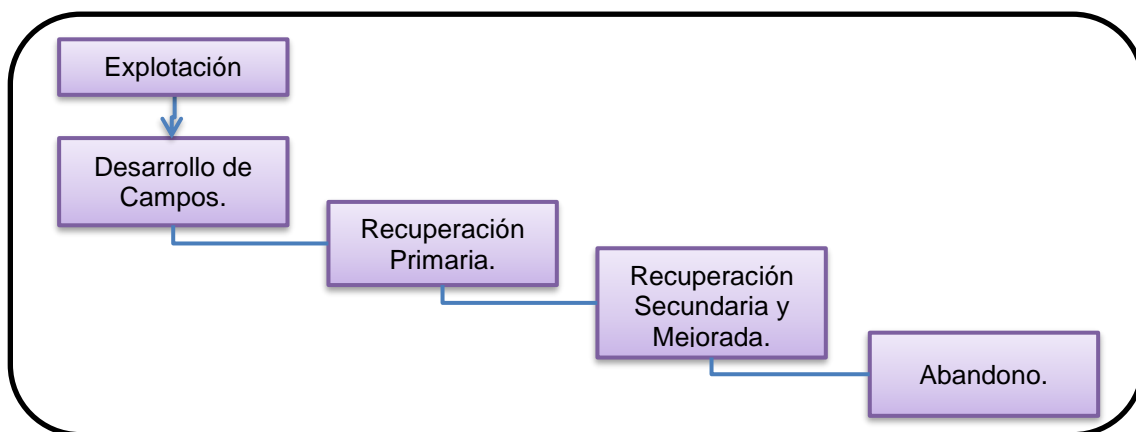 Explotación
Desarrollo de
Campos.
Recuperación
Primaria.
Recuperación
Secundaria y
Mejorada.
Abandono.